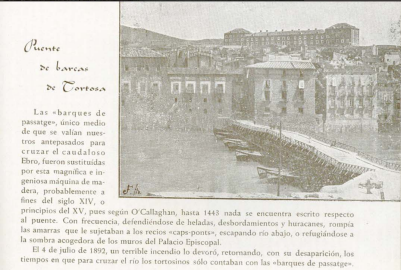 Puente
de barcas
de Tortosa
Las «barques de
passatge», único medio
de que se valían nues-
tros antepasados para
cruzar el caudaloso
Ebro, fueron sustituidas
por esta magnífica e in-
geniosa máquina de ma-
dera, probablemente a
fines del siglo XIV, o
principios del XV, pues según O'Callaghan, hasta 1443 nada se encuentra escrito respecto
al puente. Con frecuencia, defendiéndose de heladas, desbordamientos y huracanes, rompía
las amarras que le sujetaban a los recios «caps-ponts», escapando río abajo, o refugiándose a
la sombra acogedora de los muros del Palacio Episcopal.
El 4 de julio de 1892, un terrible incendio lo devoró, retornando, con su desaparición, los
tiempos en que para cruzar el río los tortosinos sólo contaban con las «barques de passatge».